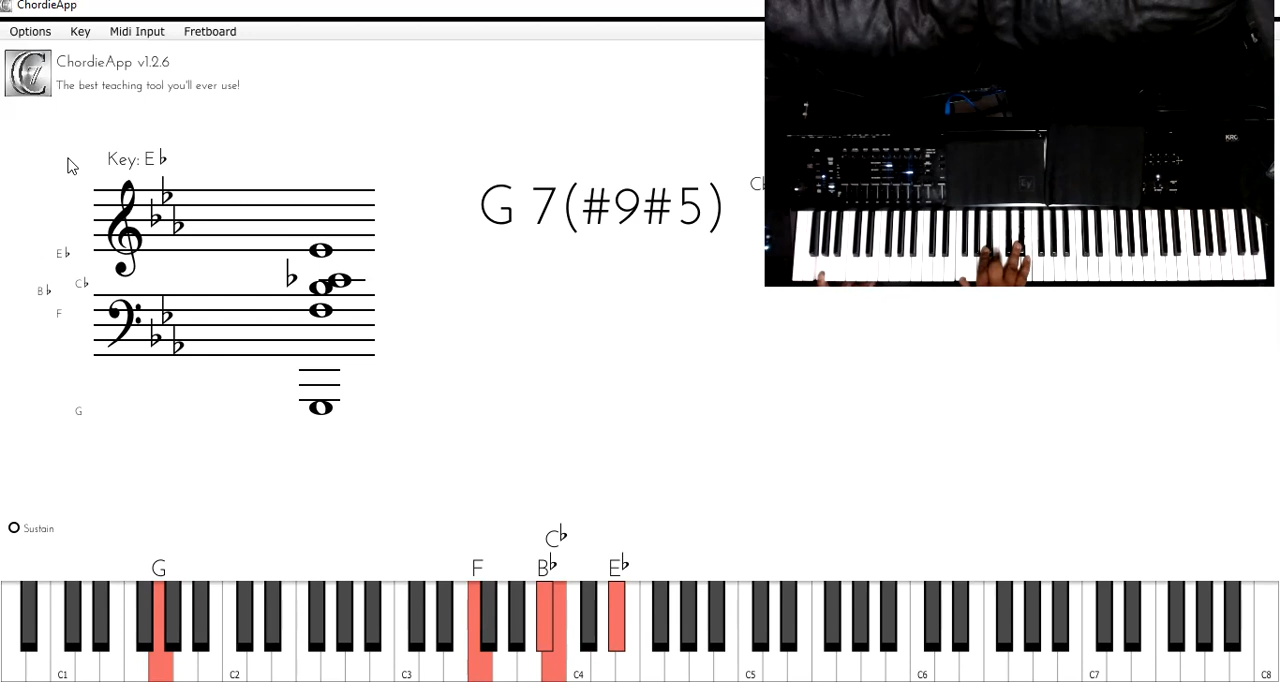 ChordieApp
Options Key Midi Input Fretboard
ChordieApp v1.2.6
The best teaching tool you'll ever use!
Key: E♭
G 7(#9#5)
E♭
C♭
B♭
F
G
Sustain
C♭
G F B♭ E♭
C1 C2 C3 C4 C5 C6 C7 C8